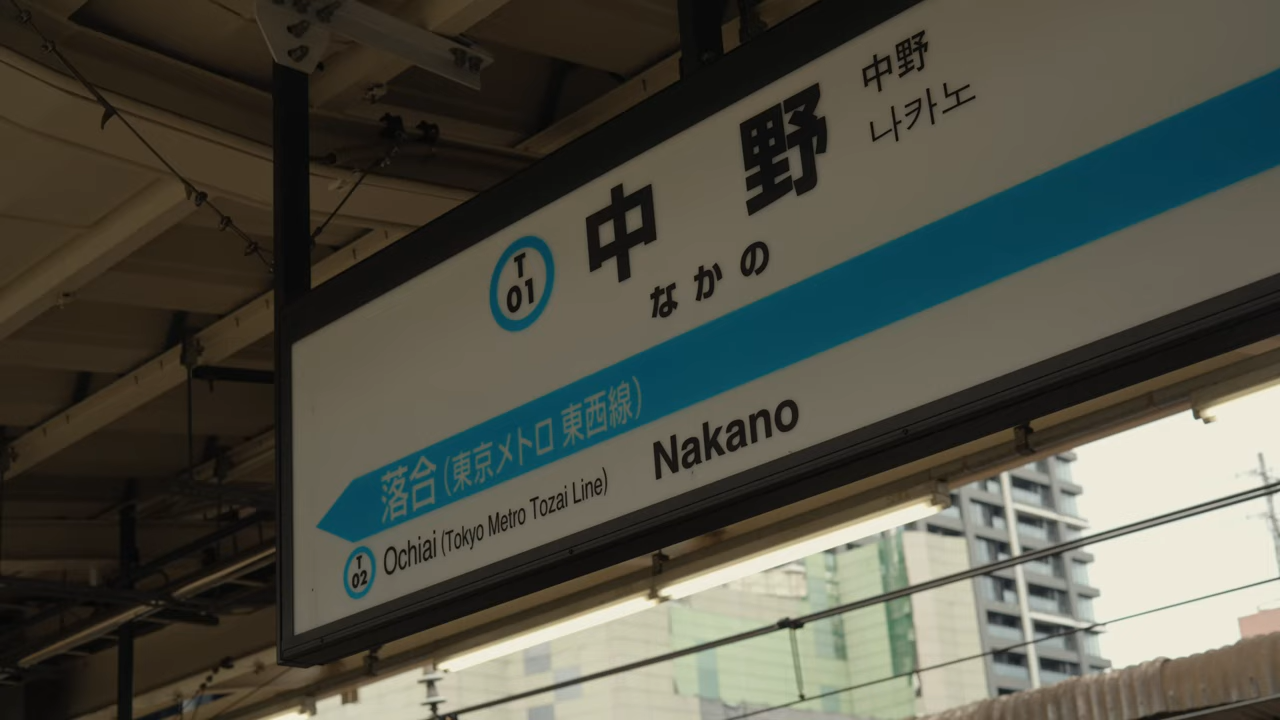 中野
中野
나카노
T
01
なかの
落合(東京メトロ 東西線)
Nakano
T
02
Ochiai (Tokyo Metro Tozai Line)